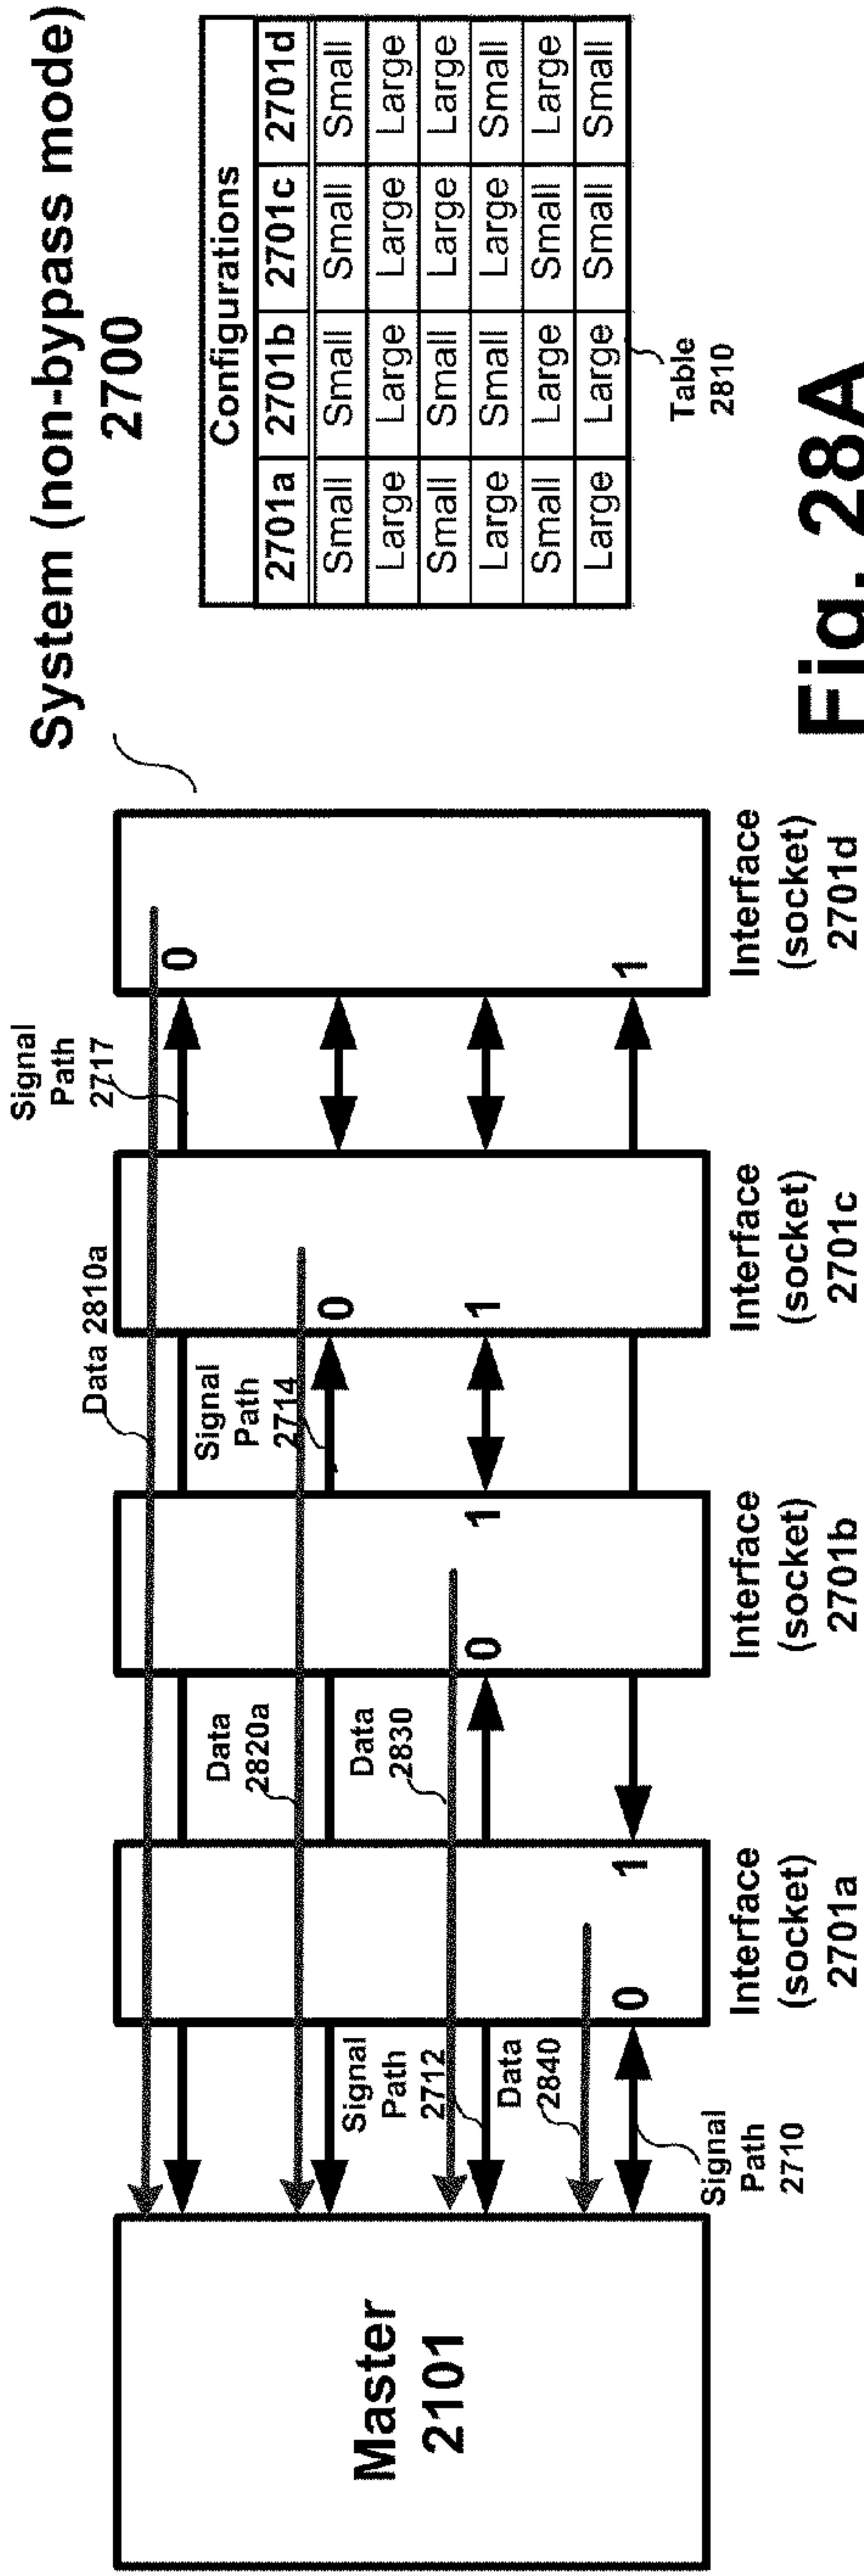 System (non-bypass mode)
2700
Configurations
2701a 2701b 2701c 2701d
Small Small Small Small
Large Large Large Large
Small Small Large Large
Large Small Large Small
Small Large Small Large
Large Large Small Small
Table
2810
Signal
Path
2717
Data 2810a
Signal
Path
2714
Data
2820a
Data
2830
Signal
Path
2712
Data
2840
Signal
Path
2710
0
1
0
1
1
0
1
0
Master
2101
Interface
(socket)
2701a
Interface
(socket)
2701b
Interface
(socket)
2701c
Interface
(socket)
2701d
Fig. 28A